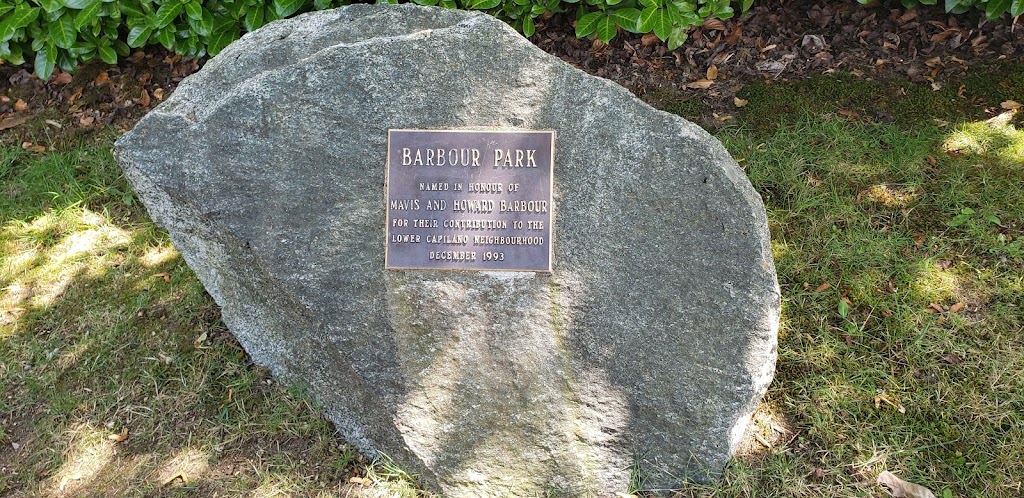 BARBOUR PARK
NAMED IN HONOUR OF
MAVIS AND HOWARD BARBOUR
FOR THEIR CONTRIBUTION TO THE
LOWER CAPILANO NEIGHBOURHOOD
DECEMBER 1993